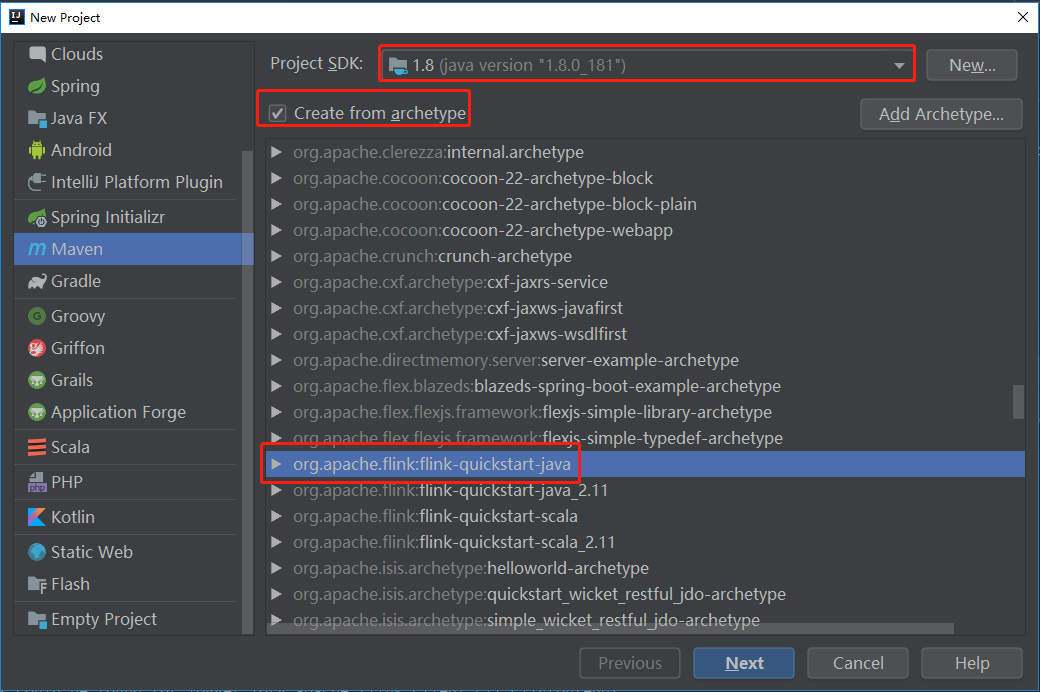 New Project
Clouds
Spring
Java FX
Android
IntelliJ Platform Plugin
Spring Initializr
Maven
Gradle
Groovy
Griffon
Grails
Application Forge
Scala
PHP
Kotlin
Static Web
Flash
Empty Project
Project SDK: 1.8 (java version "1.8.0_181") New...
Create from archetype Add Archetype...
org.apache.clerezza:internal.archetype
org.apache.cocoon:cocoon-22-archetype-block
org.apache.cocoon:cocoon-22-archetype-block-plain
org.apache.cocoon:cocoon-22-archetype-webapp
org.apache.crunch:crunch-archetype
org.apache.cxf.archetype:cxf-jaxrs-service
org.apache.cxf.archetype:cxf-jaxws-javafirst
org.apache.cxf.archetype:cxf-jaxws-wsdlfirst
org.apache.directmemory.server:server-example-archetype
org.apache.flex.blazeds:blazeds-spring-boot-example-archetype
org.apache.flex.flexjs.framework:flexjs-simple-library-archetype
org.apache.flex.flexjs.framework:flexjs-simple-typedef-archetype
org.apache.flink:flink-quickstart-java
org.apache.flink:flink-quickstart-java_2.11
org.apache.flink:flink-quickstart-scala
org.apache.flink:flink-quickstart-scala_2.11
org.apache.isis.archetype:helloworld-archetype
org.apache.isis.archetype:quickstart_wicket_restful_jdo-archetype
org.apache.isis.archetype:simple_wicket_restful_jdo-archetype
Previous Next Cancel Help